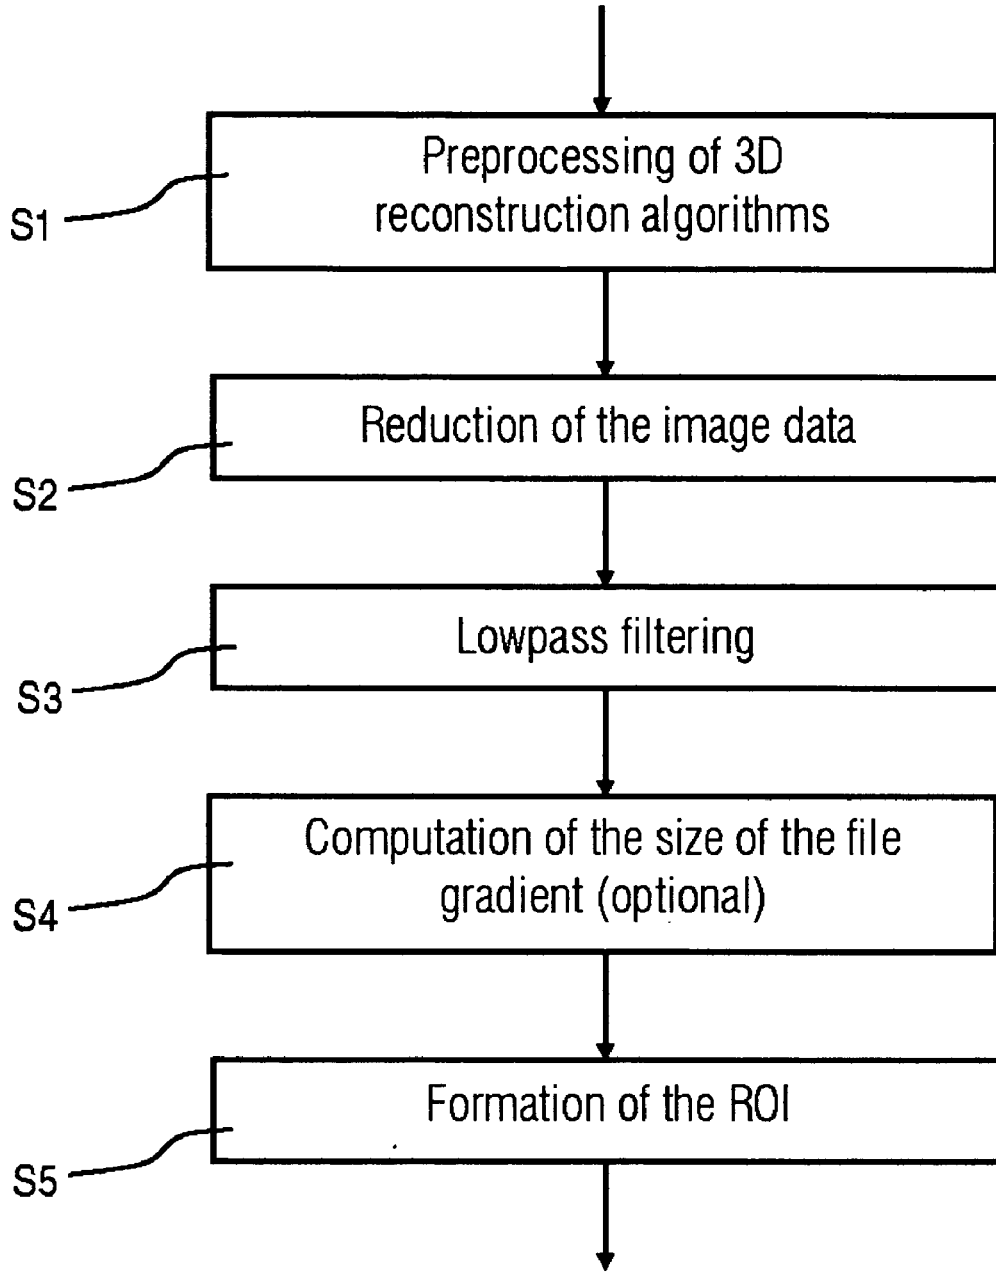 Preprocessing of 3D
reconstruction algorithms
S1
Reduction of the image data
S2
Lowpass filtering
S3
Computation of the size of the file
gradient (optional)
S4
Formation of the ROI
S5